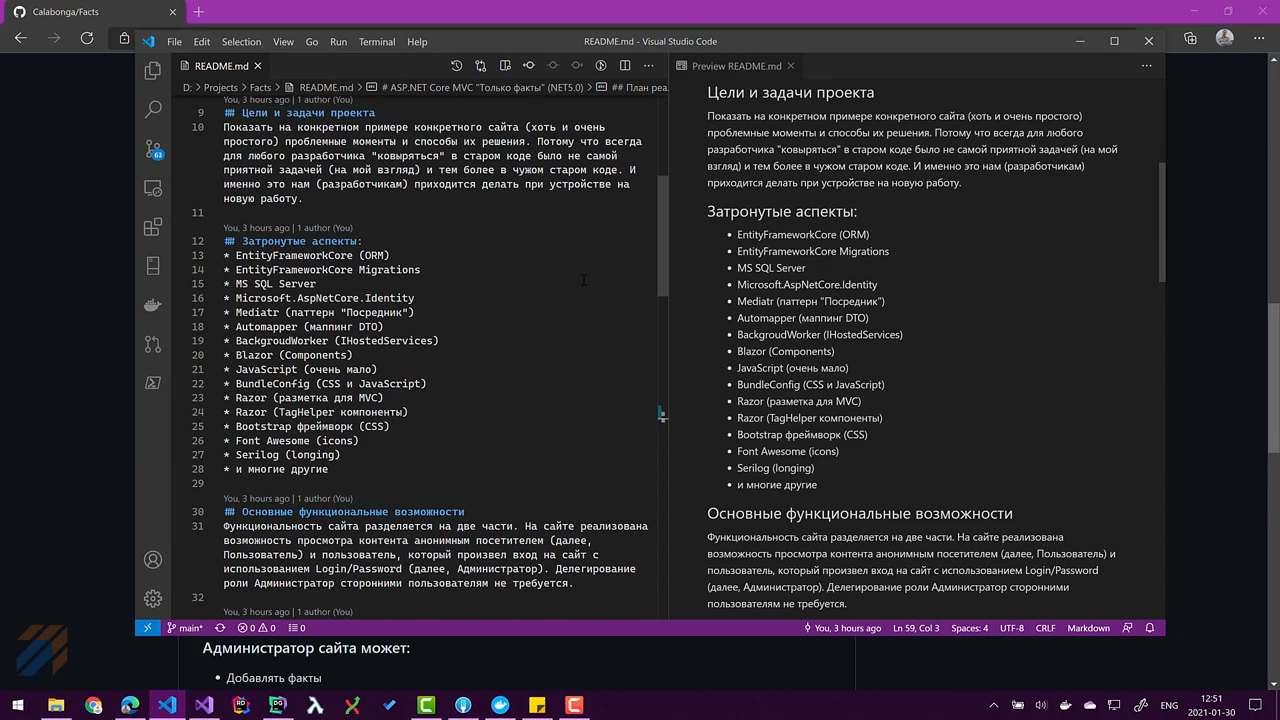 Calabonga/Facts
File Edit Selection View Go Run Terminal Help
README.md - Visual Studio Code
README.md
Preview README.md
D: Projects Facts README.md # ASP.NET Core MVC "Только факты" (NET5.0) ## План реа.
You, 3 hours ago | 1 author (You)
9 ## Цели и задачи проекта
10 Показать на конкретном примере конкретного сайта (хоть и очень
простого) проблемные моменты и способы их решения. Потому что всегда
для любого разработчика "ковыряться" в старом коде было не самой
приятной задачей (на мой взгляд) и тем более в чужом старом коде. И
именно это нам (разработчикам) приходится делать при устройстве на
новую работу.
11
You, 3 hours ago | 1 author (You)
12 ## Затронутые аспекты:
13 * EntityFrameworkCore (ORM)
14 * EntityFrameworkCore Migrations
15 * MS SQL Server
16 * Microsoft.AspNetCore.Identity
17 * Mediatr (паттерн "Посредник")
18 * Automapper (маппинг DTO)
19 * BackgroudWorker (IHostedServices)
20 * Blazor (Components)
21 * JavaScript (очень мало)
22 * BundleConfig (CSS и JavaScript)
23 * Razor (разметка для MVC)
24 * Razor (TagHelper компоненты)
25 * Bootstrap фреймворк (CSS)
26 * Font Awesome (icons)
27 * Serilog (longing)
28 * и многие другие
29
You, 3 hours ago | 1 author (You)
30 ## Основные функциональные возможности
31 Функциональность сайта разделяется на две части. На сайте реализована
возможность просмотра контента анонимным посетителем (далее,
Пользователь) и пользователь, который произвел вход на сайт с
использованием Login/Password (далее, Администратор). Делегирование
роли Администратор сторонними пользователям не требуется.
32
You, 3 hours ago | 1 author (You)
Цели и задачи проекта
Показать на конкретном примере конкретного сайта (хоть и очень простого)
проблемные моменты и способы их решения. Потому что всегда для любого
разработчика "ковыряться" в старом коде было не самой приятной задачей (на мой
взгляд) и тем более в чужом старом коде. И именно это нам (разработчикам)
приходится делать при устройстве на новую работу.
Затронутые аспекты:
• EntityFrameworkCore (ORM)
• EntityFrameworkCore Migrations
• MS SQL Server
• Microsoft.AspNetCore.Identity
• Mediatr (паттерн "Посредник")
• Automapper (маппинг DTO)
• BackgroudWorker (IHostedServices)
• Blazor (Components)
• JavaScript (очень мало)
• BundleConfig (CSS и JavaScript)
• Razor (разметка для MVC)
• Razor (TagHelper компоненты)
• Bootstrap фреймворк (CSS)
• Font Awesome (icons)
• Serilog (longing)
• и многие другие
Основные функциональные возможности
Функциональность сайта разделяется на две части. На сайте реализована
возможность просмотра контента анонимным посетителем (далее, Пользователь) и
пользователь, который произвел вход на сайт с использованием Login/Password
(далее, Администратор). Делегирование роли Администратор сторонними
пользователям не требуется.
63
main* 0 0 0 You, 3 hours ago Ln 59, Col 3 Spaces: 4 UTF-8 CRLF Markdown
Администратор сайта может:
• Добавлять факты
ENG
12:51
2021-01-30